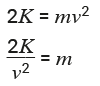 2K = mv²
2K/v² = m